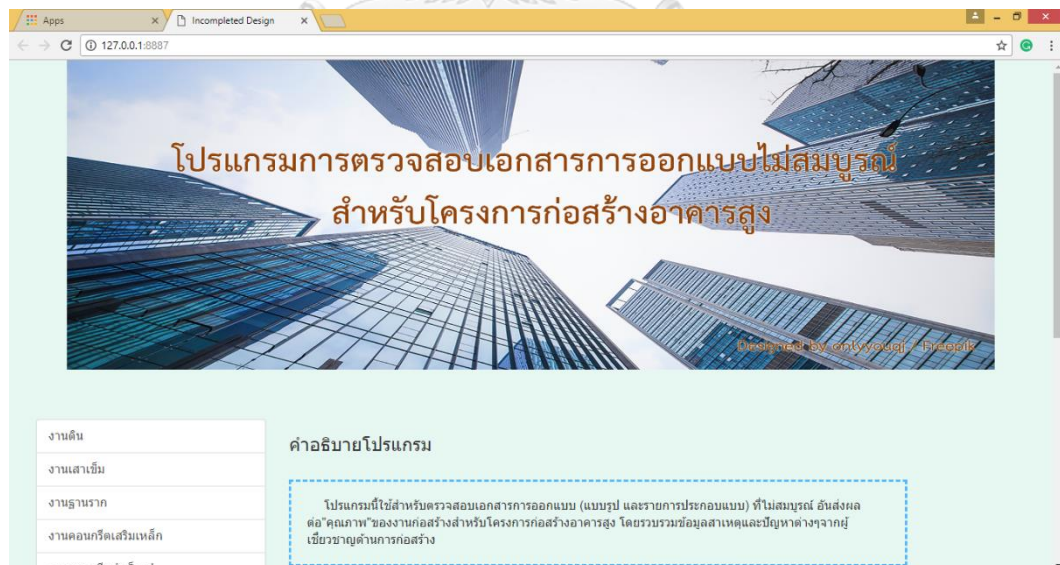 Apps
Incompleted Design
127.0.0.1:8887
โปรแกรมการตรวจสอบเอกสารการออกแบบไม่สมบูรณ์
สำหรับโครงการก่อสร้างอาคารสูง
Designed by onlyyouqj / Freepik
งานดิน
งานเสาเข็ม
งานฐานราก
งานคอนกรีตเสริมเหล็ก
คำอธิบายโปรแกรม
โปรแกรมนี้ใช้สำหรับตรวจสอบเอกสารการออกแบบ (แบบรูป และรายการประกอบแบบ) ที่ไม่สมบูรณ์ อันส่งผล
ต่อ"คุณภาพ"ของงานก่อสร้างสำหรับโครงการก่อสร้างอาคารสูง โดยรวบรวมข้อมูลสาเหตุและปัญหาต่างๆจากผู้
เชี่ยวชาญด้านการก่อสร้าง